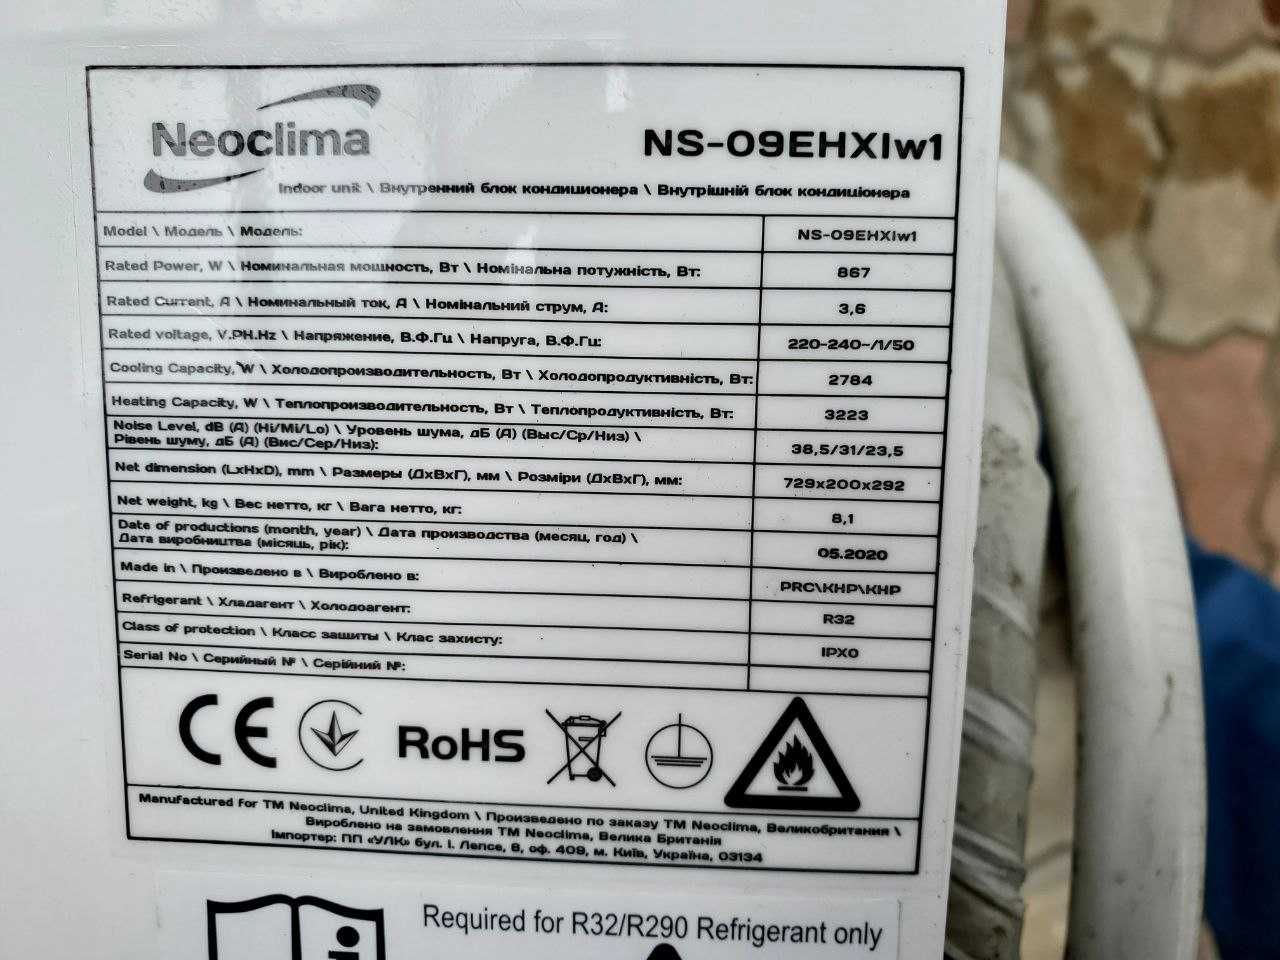 Neoclima
NS-09EHXIw1
Indoor unit \ Внутренний блок кондиционера \ Внутрішній блок кондиціонера
Model \ Модель \ Модель: NS-09EHXIw1
Rated Power, W \ Номинальная мощность, Вт \ Номінальна потужність, Вт: 867
Rated Current, A \ Номинальный ток, А \ Номінальний струм, А: 3,6
Rated voltage, V.PH.Hz \ Напряжение, В.Ф.Гц \ Напруга, В.Ф.Гц: 220-240~/1/50
Cooling Capacity, W \ Холодопроизводительность, Вт \ Холодопродуктивність, Вт: 2784
Heating Capacity, W \ Теплопроизводительность, Вт \ Теплопродуктивність, Вт: 3223
Noise Level, dB (A) (Hi/Mi/Lo) \ Уровень шума, дБ (А) (Выс/Ср/Низ) \
Рівень шуму, дБ (А) (Вис/Сер/Низ): 38,5/31/23,5
Net dimension (LxHxD), mm \ Размеры (ДхВхГ), мм \ Розміри (ДхВхГ), мм: 729x200x292
Net weight, kg \ Вес нетто, кг \ Вага нетто, кг: 8,1
Date of productions (month, year) \ Дата производства (месяц, год) \
Дата виробництва (місяць, рік): 05.2020
Made in \ Произведено в \ Вироблено в: PRC\КНР\КНР
Refrigerant \ Хладагент \ Холодоагент: R32
Class of protection \ Класс защиты \ Клас захисту: IPX0
Serial No \ Серийный № \ Серійний №:
CE RoHS
Manufactured for TM Neoclima, United Kingdom \ Произведено по заказу ТМ Neoclima, Великобритания \
Вироблено на замовлення ТМ Neoclima, Велика Британія
Імпортер: ПП «УЛК» бул. І. Лепсе, 8, оф. 409, м. Київ, Україна, 03134
Required for R32/R290 Refrigerant only